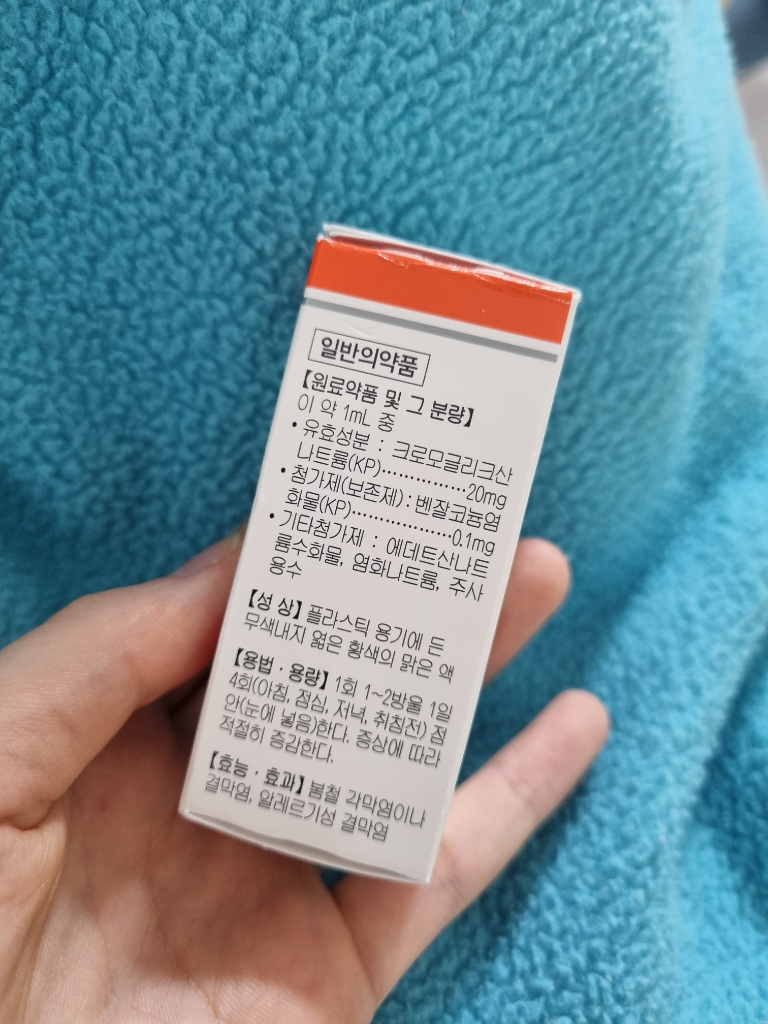 일반의약품
【원료약품 및 그 분량】
이 약 1mL 중
• 유효성분 : 크로모글리크산
나트륨(KP)················20mg
• 첨가제(보존제) : 벤잘코늄염
화물(KP)··················0.1mg
• 기타첨가제 : 에데트산나트
륨수화물, 염화나트륨, 주사
용수
【성 상】 플라스틱 용기에 든
무색내지 엷은 황색의 맑은 액
【용법 · 용량】 1회 1~2방울 1일
4회(아침, 점심, 저녁, 취침전) 점
안(눈에 넣음)한다. 증상에 따라
적절히 증감한다.
【효능 · 효과】 봄철 각막염이나
결막염, 알레르기성 결막염